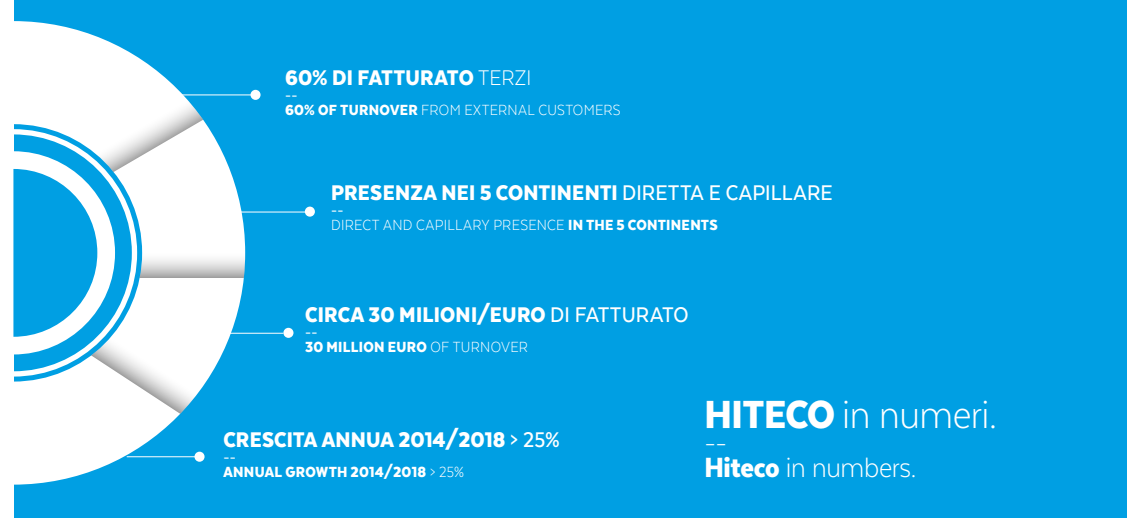 60% DI FATTURATO TERZI
--
60% OF TURNOVER FROM EXTERNAL CUSTOMERS
PRESENZA NEI 5 CONTINENTI DIRETTA E CAPILLARE
--
DIRECT AND CAPILLARY PRESENCE IN THE 5 CONTINENTS
CIRCA 30 MILIONI/EURO DI FATTURATO
--
30 MILLION EURO OF TURNOVER
CRESCITA ANNUA 2014/2018 > 25%
--
ANNUAL GROWTH 2014/2018 > 25%
HITECO in numeri.
--
Hiteco in numbers.